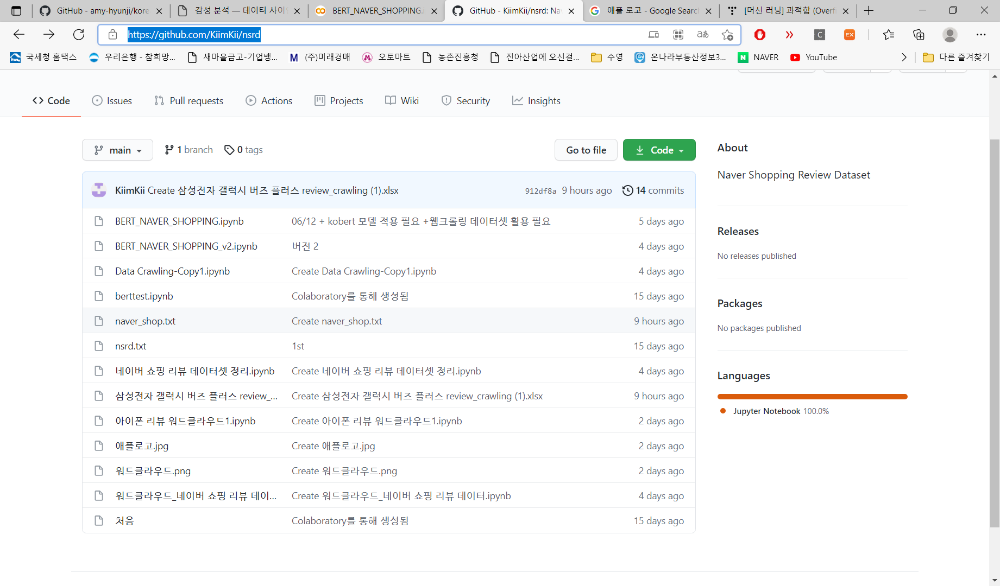 GitHub - amy-hyunji/kore
감성 분석 — 데이터 사이
BERT_NAVER_SHOPPING.i
GitHub - KiimKii/nsrd: Na
애플 로고 - Google Searc
[머신 러닝] 과적합 (Overfi
https://github.com/KiimKii/nsrd
국세청 홈택스
우리은행 - 참희망...
새마을금고-기업뱅...
(주)미래경매
오토마트
농촌진흥청
진아산업에 오신걸...
수영
온나라부동산정보3...
NAVER
YouTube
다른 즐겨찾기
Code
Issues
Pull requests
Actions
Projects
Wiki
Security
Insights
main
1 branch
0 tags
Go to file
Code
KiimKii Create 삼성전자 갤럭시 버즈 플러스 review_crawling (1).xlsx 912df8a 9 hours ago 14 commits
BERT_NAVER_SHOPPING.ipynb 06/12 + kobert 모델 적용 필요 +웹크롤링 데이터셋 활용 필요 5 days ago
BERT_NAVER_SHOPPING_v2.ipynb 버전 2 4 days ago
Data Crawling-Copy1.ipynb Create Data Crawling-Copy1.ipynb 4 days ago
berttest.ipynb Colaboratory를 통해 생성됨 15 days ago
naver_shop.txt Create naver_shop.txt 9 hours ago
nsrd.txt 1st 15 days ago
네이버 쇼핑 리뷰 데이터셋 정리.ipynb Create 네이버 쇼핑 리뷰 데이터셋 정리.ipynb 4 days ago
삼성전자 갤럭시 버즈 플러스 review_... Create 삼성전자 갤럭시 버즈 플러스 review_crawling (1).xlsx 9 hours ago
아이폰 리뷰 워드클라우드1.ipynb Create 아이폰 리뷰 워드클라우드1.ipynb 2 days ago
애플로고.jpg Create 애플로고.jpg 2 days ago
워드클라우드.png Create 워드클라우드.png 2 days ago
워드클라우드_네이버 쇼핑 리뷰 데이... Create 워드클라우드_네이버 쇼핑 리뷰 데이터.ipynb 4 days ago
처음 Colaboratory를 통해 생성됨 15 days ago
About
Naver Shopping Review Dataset
Releases
No releases published
Packages
No packages published
Languages
Jupyter Notebook 100.0%